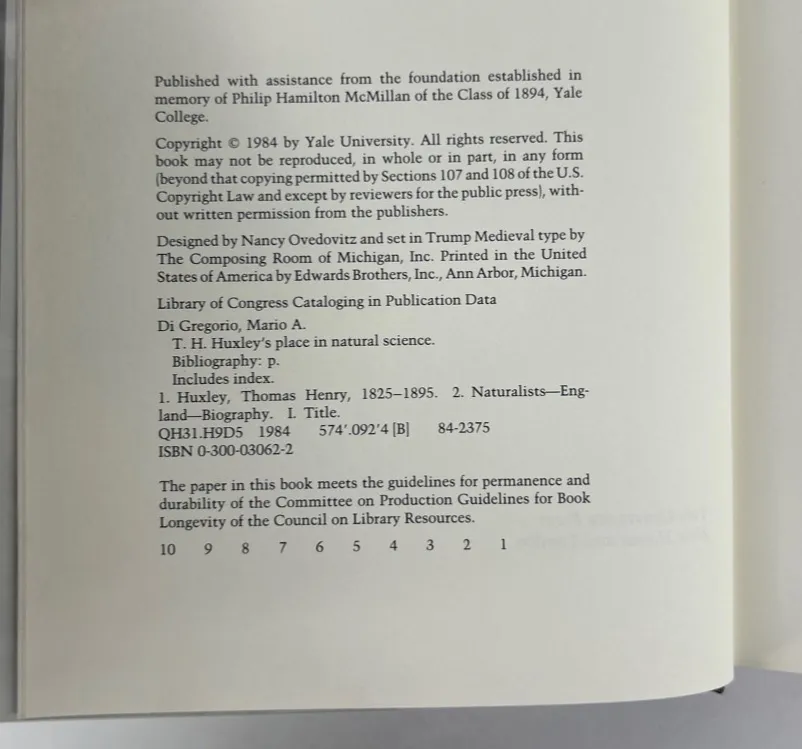 Published with assistance from the foundation established in
memory of Philip Hamilton McMillan of the Class of 1894, Yale
College.
Copyright © 1984 by Yale University. All rights reserved. This
book may not be reproduced, in whole or in part, in any form
(beyond that copying permitted by Sections 107 and 108 of the U.S.
Copyright Law and except by reviewers for the public press), with-
out written permission from the publishers.
Designed by Nancy Ovedovitz and set in Trump Medieval type by
The Composing Room of Michigan, Inc. Printed in the United
States of America by Edwards Brothers, Inc., Ann Arbor, Michigan.
Library of Congress Cataloging in Publication Data
Di Gregorio, Mario A.
T. H. Huxley's place in natural science.
Bibliography: p.
Includes index.
1. Huxley, Thomas Henry, 1825–1895. 2. Naturalists—Eng-
land—Biography. I. Title.
QH31.H9D5 1984 574'.092'4 [B] 84-2375
ISBN 0-300-03062-2
The paper in this book meets the guidelines for permanence and
durability of the Committee on Production Guidelines for Book
Longevity of the Council on Library Resources.
10 9 8 7 6 5 4 3 2 1